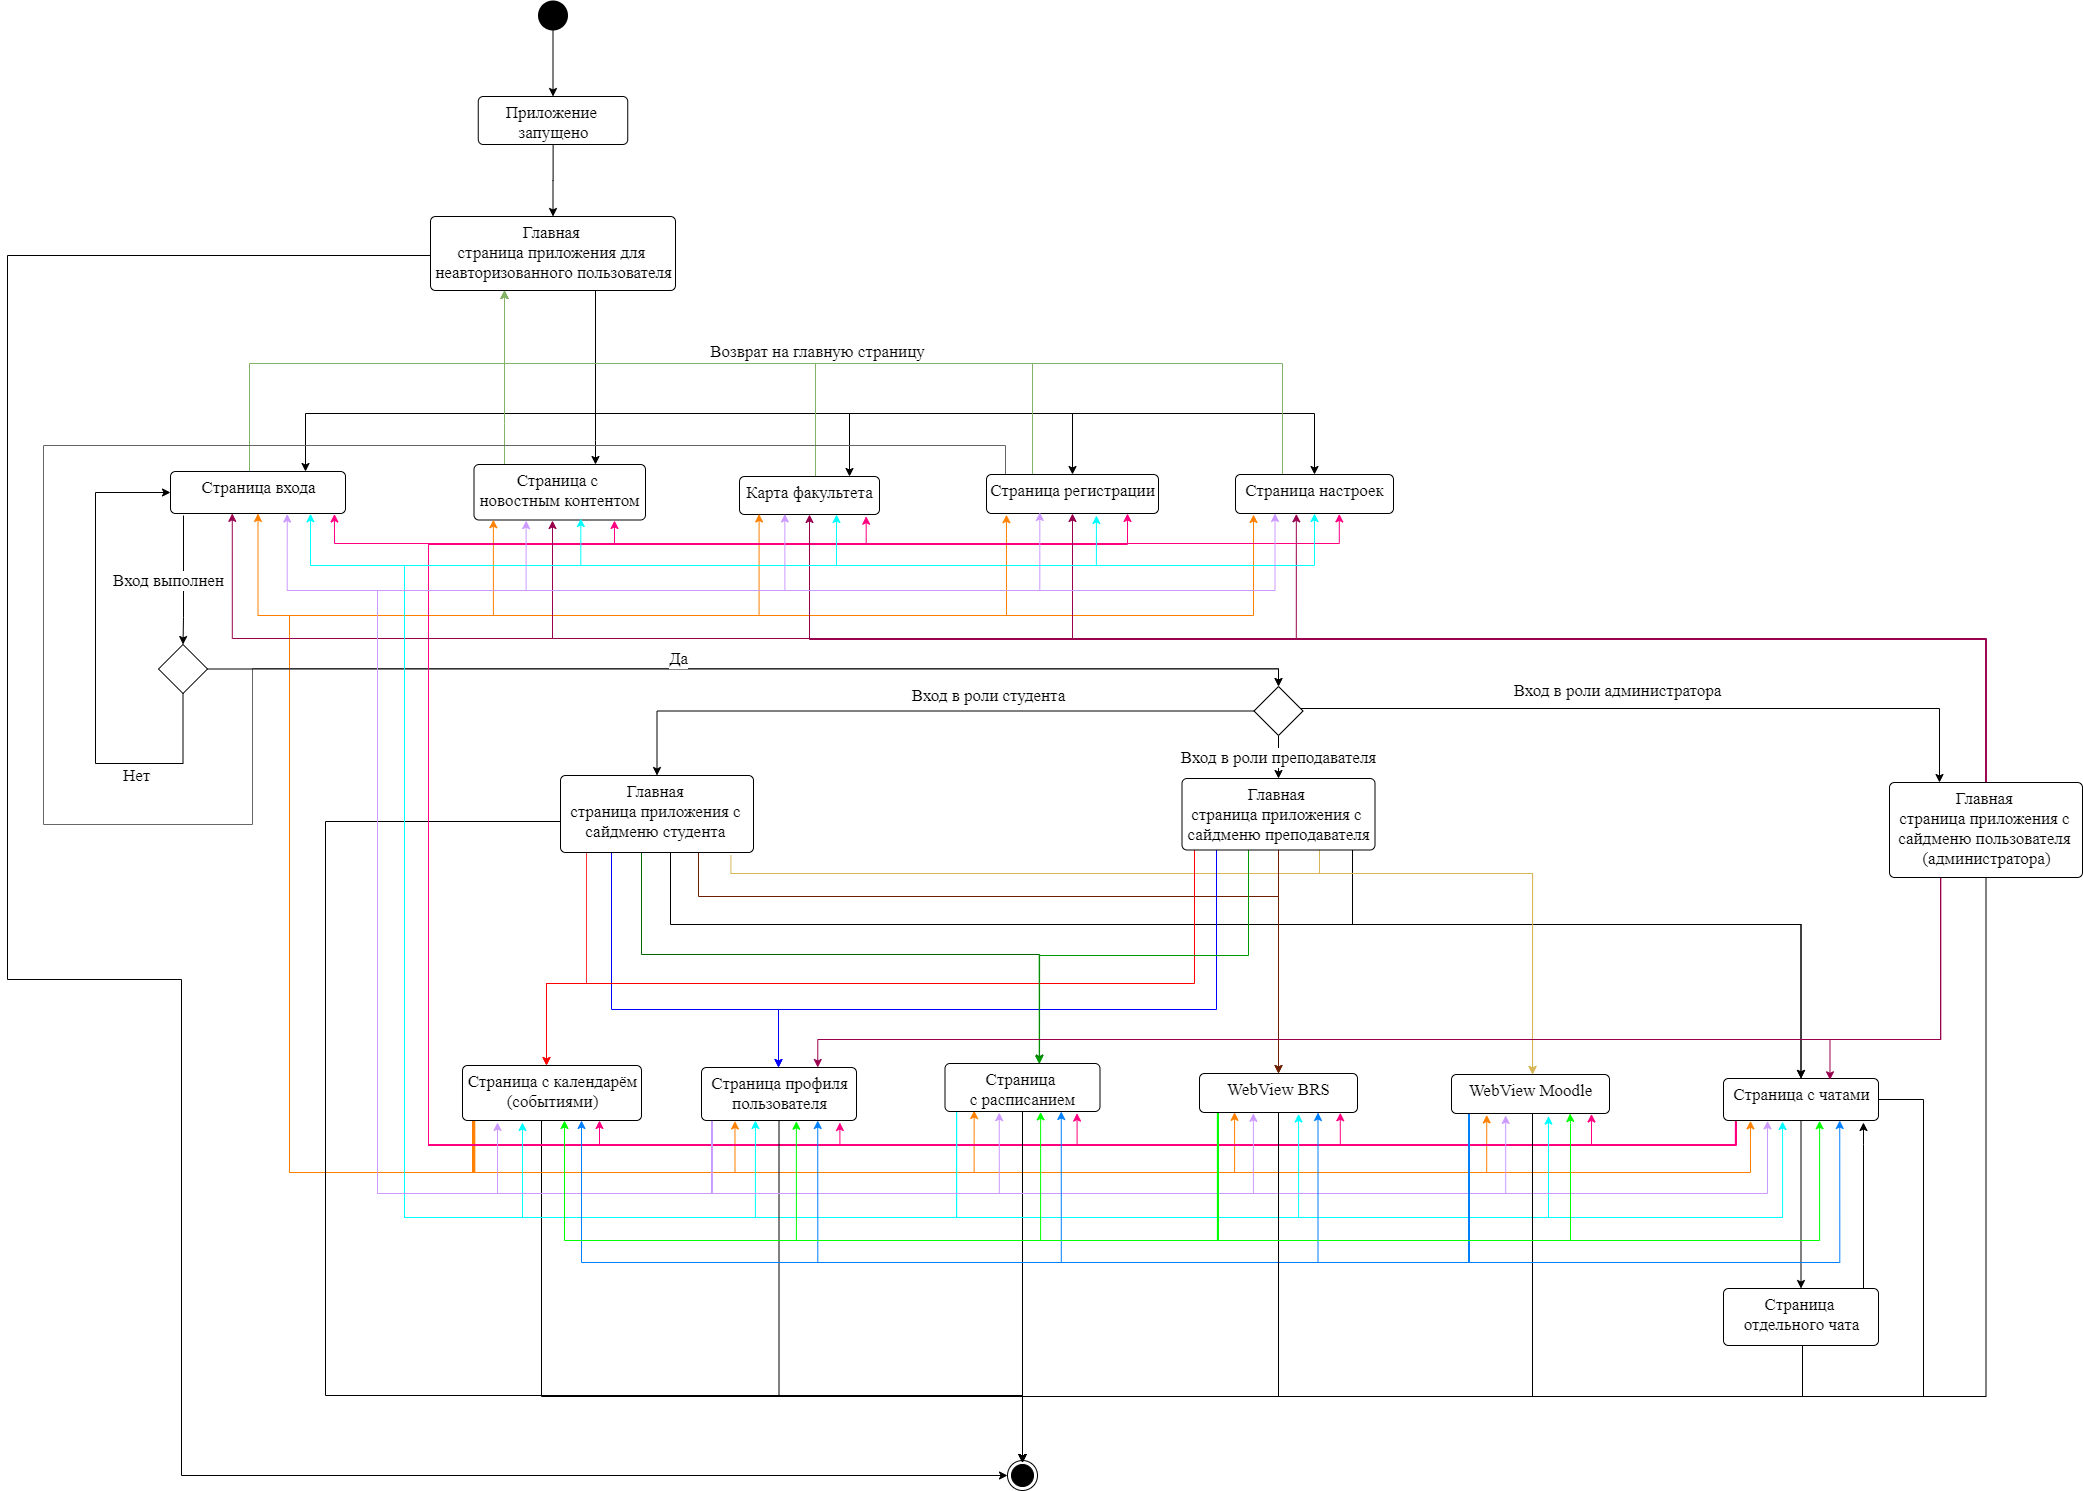 Приложение
запущено
Главная
страница приложения для
неавторизованного пользователя
Возврат на главную страницу
Страница входа
Страница с
новостным контентом
Карта факультета
Страница регистрации
Страница настроек
Вход выполнен
Да
Вход в роли студента
Вход в роли администратора
Вход в роли преподавателя
Нет
Главная
страница приложения с
сайдменю студента
Главная
страница приложения с
сайдменю преподавателя
Главная
страница приложения с
сайдменю пользователя
(администратора)
Страница с календарём
(событиями)
Страница профиля
пользователя
Страница
с расписанием
WebView BRS
WebView Moodle
Страница с чатами
Страница
отдельного чата